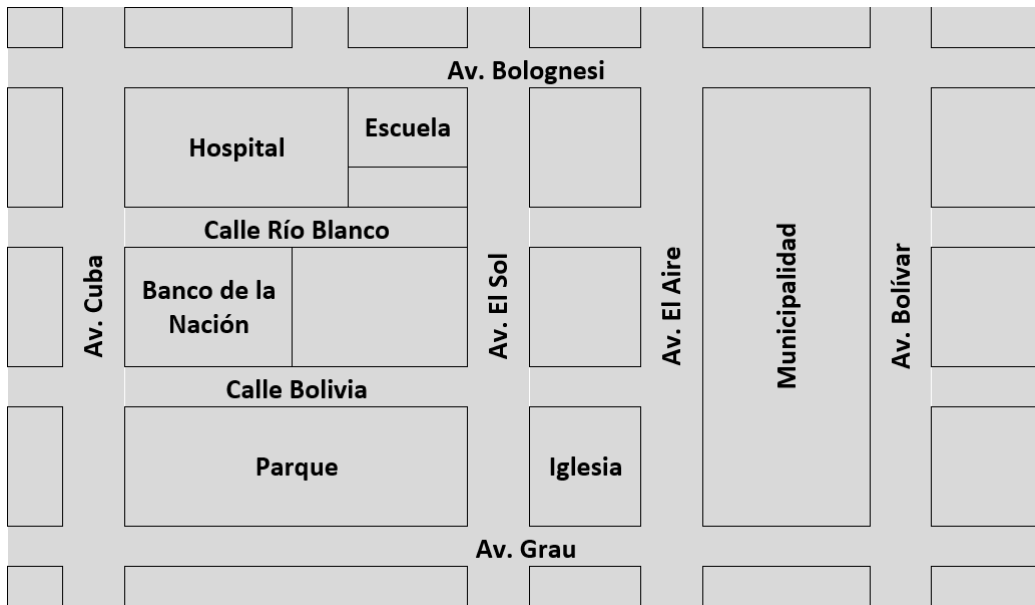 Av. Bolognesi
Escuela
Hospital
Calle Río Blanco
Av. Cuba
Banco de la
Nación
Av. El Sol
Av. El Aire
Municipalidad
Av. Bolívar
Calle Bolivia
Parque
Iglesia
Av. Grau